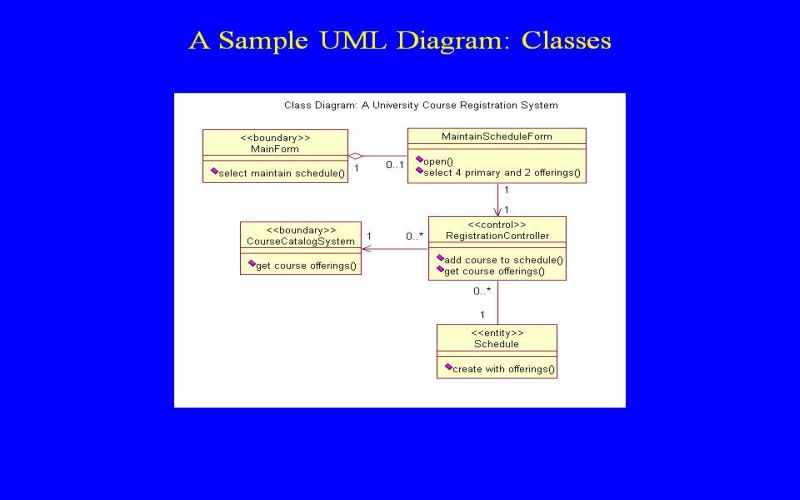 A Sample UML Diagram: Classes
Class Diagram: A University Course Registration System
<<boundary>>
MainForm
select maintain schedule()
1
0..1
MaintainScheduleForm
open()
select 4 primary and 2 offerings()
1
1
<<boundary>>
CourseCatalogSystem
get course offerings()
1
0..*
<<control>>
RegistrationController
add course to schedule()
get course offerings()
0..*
1
<<entity>>
Schedule
create with offerings()